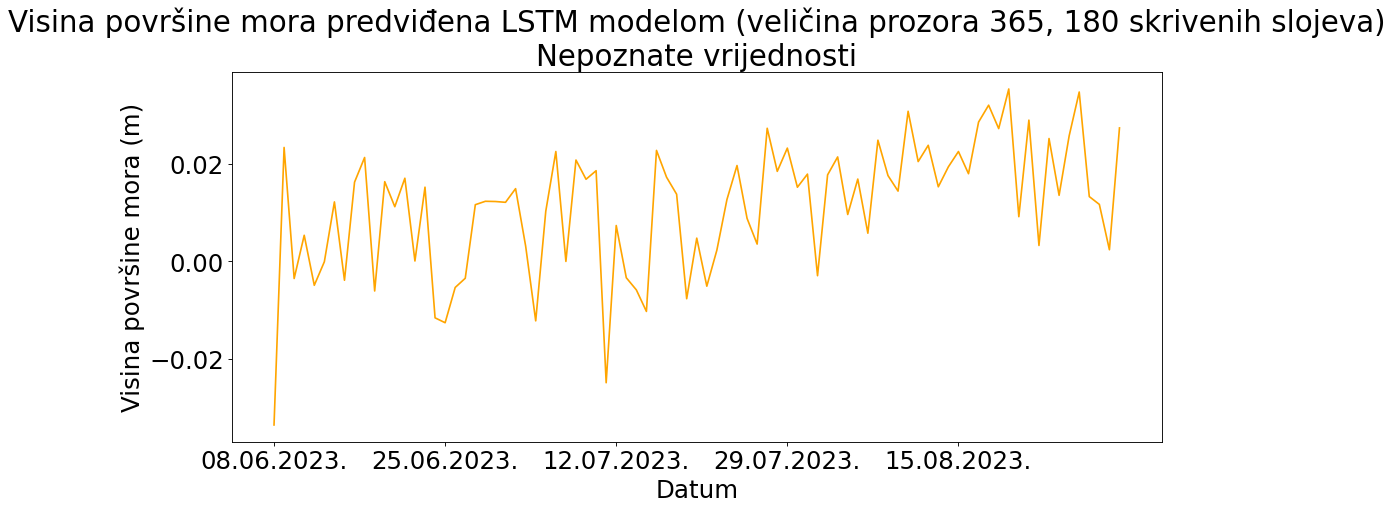 Visina površine mora predviđena LSTM modelom (veličina prozora 365, 180 skrivenih slojeva)
Nepoznate vrijednosti
Visina površine mora (m)
0.02
0.00
−0.02
08.06.2023. 25.06.2023. 12.07.2023. 29.07.2023. 15.08.2023.
Datum